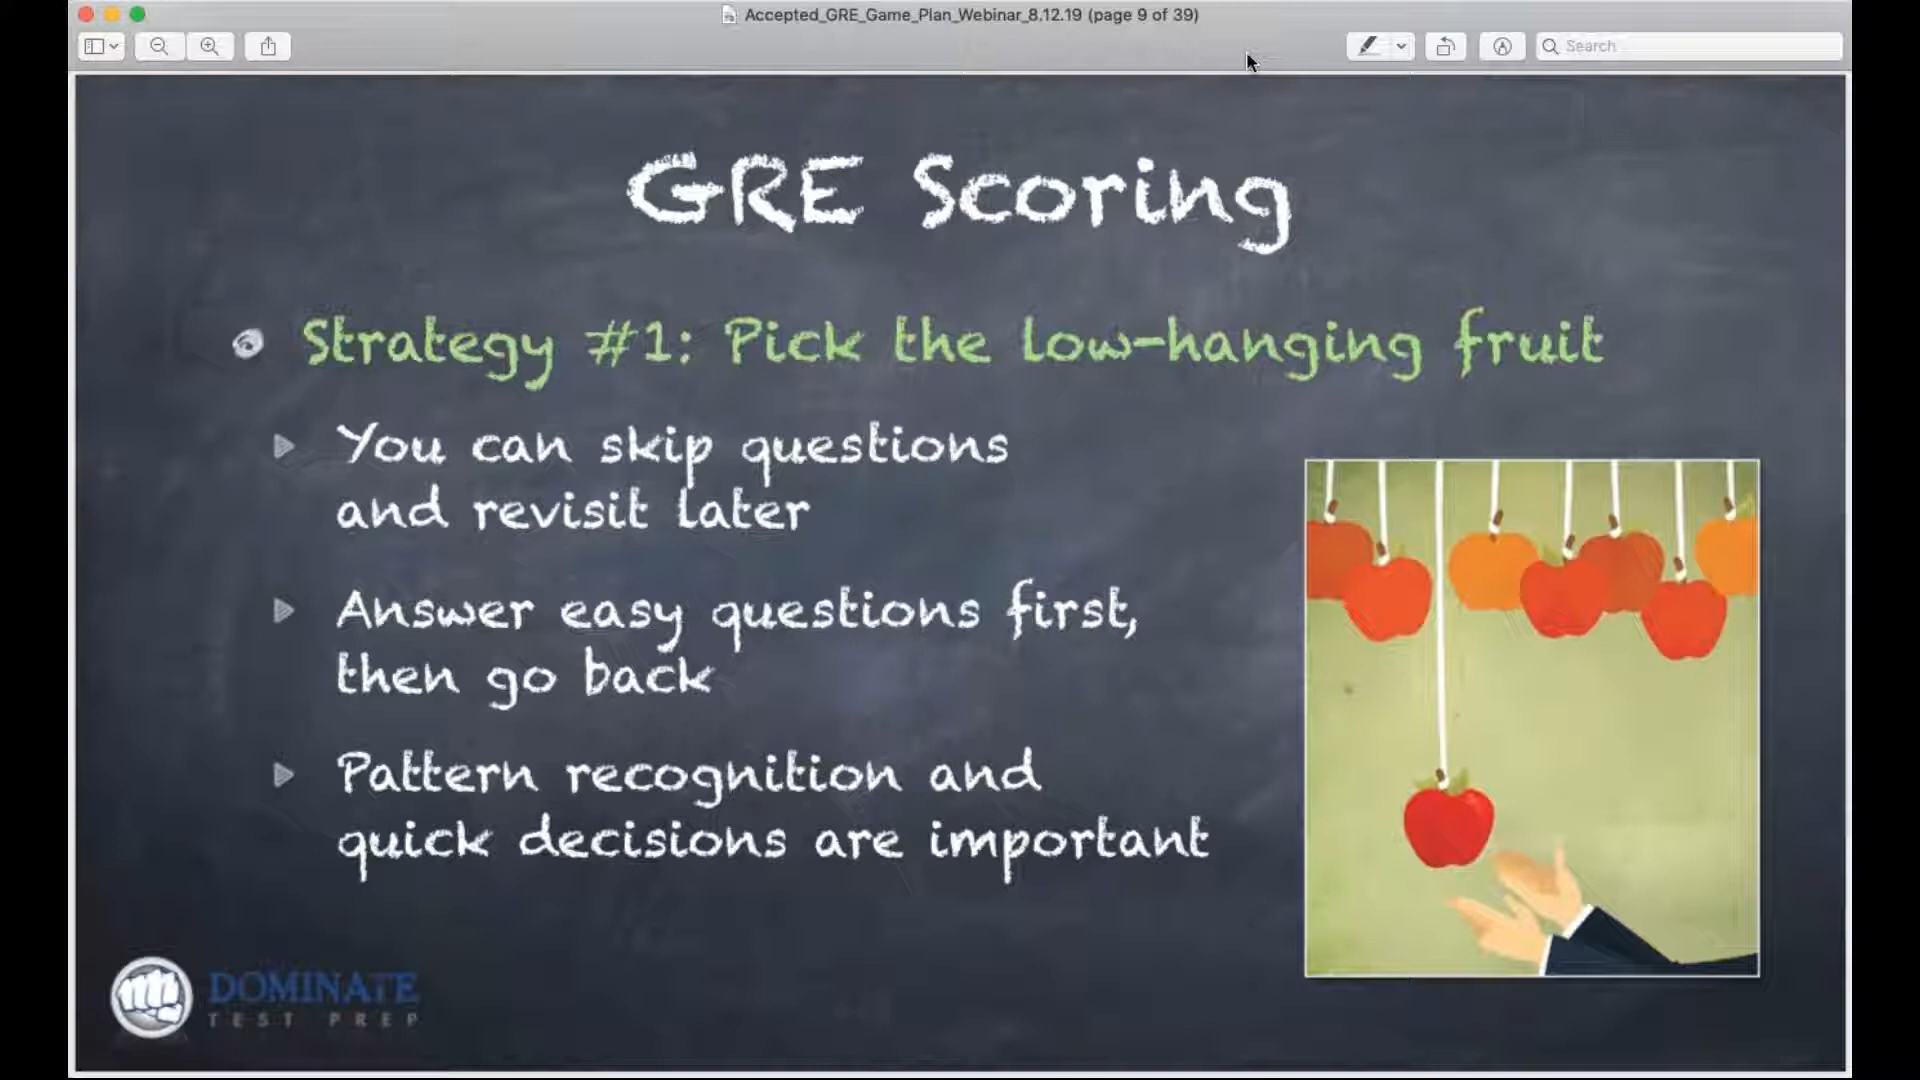 Accepted_GRE_Game_Plan_Webinar_8.12.19 (page 9 of 39)
Search
GRE Scoring
Strategy #1: Pick the low-hanging fruit
You can skip questions
and revisit later
Answer easy questions first,
then go back
Pattern recognition and
quick decisions are important
DOMINATE
TEST PREP